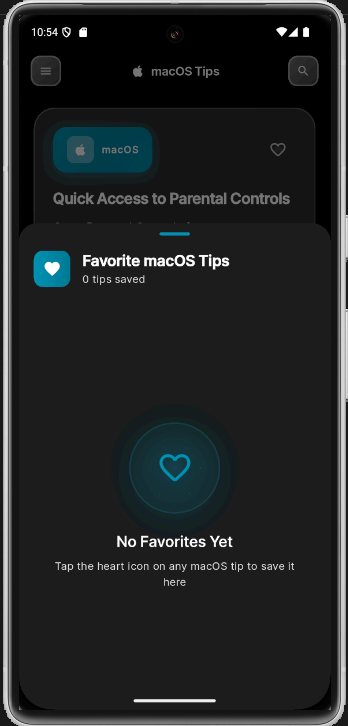 10:54
macOS Tips
macOS
Quick Access to Parental Controls
Favorite macOS Tips
0 tips saved
No Favorites Yet
Tap the heart icon on any macOS tip to save it
here